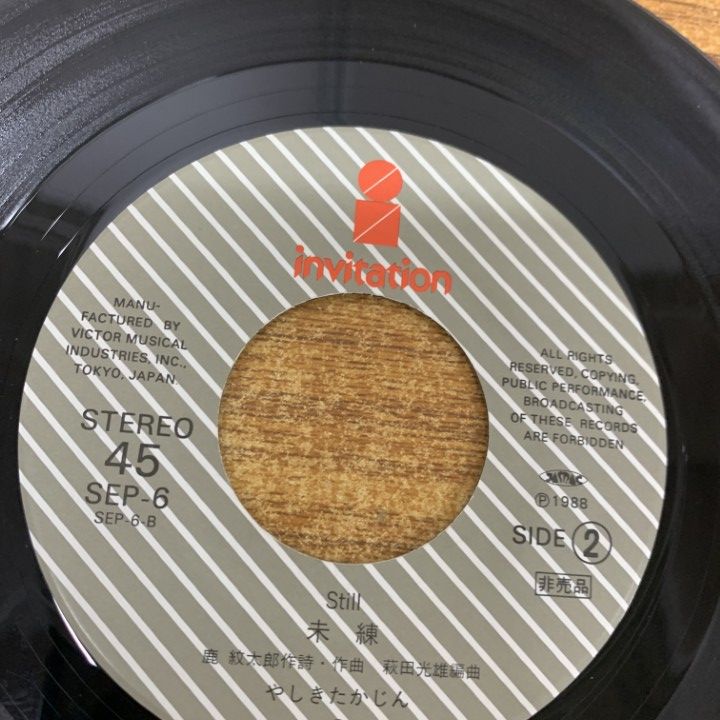 invitation
MANU-
FACTURED BY
VICTOR MUSICAL
INDUSTRIES, INC.,
TOKYO, JAPAN.
STEREO
45
SEP-6
SEP-6-B
ALL RIGHTS
RESERVED, COPYING,
PUBLIC PERFORMANCE,
BROADCASTING
OF THESE RECORDS
ARE FORBIDDEN
JASRAC
Ⓟ1988
SIDE 2
非売品
Still
未練
鹿 紋太郎作詩・作曲 萩田光雄編曲
やしきたかじん